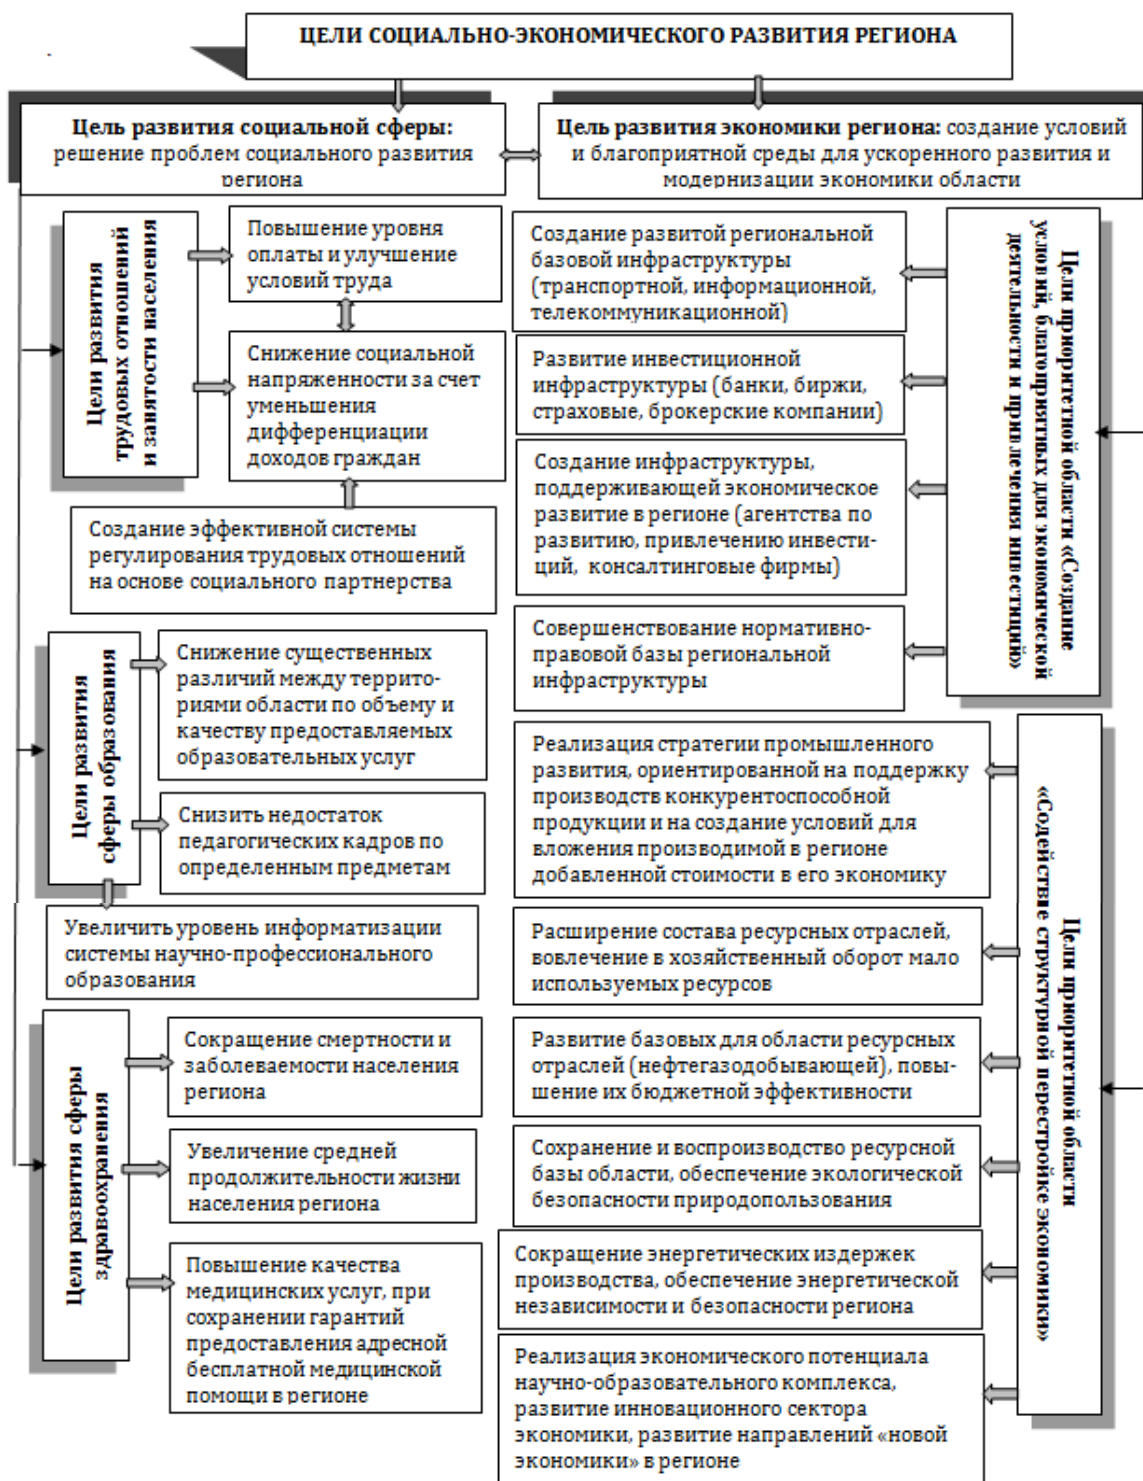 ЦЕЛИ СОЦИАЛЬНО-ЭКОНОМИЧЕСКОГО РАЗВИТИЯ РЕГИОНА
Цель развития социальной сферы:
решение проблем социального развития
региона
Цель развития экономики региона: создание условий
и благоприятной среды для ускоренного развития и
модернизации экономики области
Цели развития
трудовых отношений
и занятости населения
Повышение уровня
оплаты и улучшение
условий труда
Снижение социальной
напряженности за счет
уменьшения
дифференциации
доходов граждан
Создание эффективной системы
регулирования трудовых отношений
на основе социального партнерства
Цели развития
сферы образования
Снижение существенных
различий между террито-
риями области по объему и
качеству предоставляемых
образовательных услуг
Снизить недостаток
педагогических кадров по
определенным предметам
Увеличить уровень информатизации
системы научно-профессионального
образования
Цели развития сферы
здравоохранения
Сокращение смертности и
заболеваемости населения
региона
Увеличение средней
продолжительности жизни
населения региона
Повышение качества
медицинских услуг, при
сохранении гарантий
предоставления адресной
бесплатной медицинской
помощи в регионе
Цели приоритетной области «Создание
условий, благоприятных для экономической
деятельности и привлечения инвестиций»
Создание развитой региональной
базовой инфраструктуры
(транспортной, информационной,
телекоммуникационной)
Развитие инвестиционной
инфраструктуры (банки, биржи,
страховые, брокерские компании)
Создание инфраструктуры,
поддерживающей экономическое
развитие в регионе (агентства по
развитию, привлечению инвести-
ций, консалтинговые фирмы)
Совершенствование нормативно-
правовой базы региональной
инфраструктуры
Цели приоритетной области
«Содействие структурной перестройке экономики»
Реализация стратегии промышленного
развития, ориентированной на поддержку
производств конкурентоспособной
продукции и на создание условий для
вложения производимой в регионе
добавленной стоимости в его экономику
Расширение состава ресурсных отраслей,
вовлечение в хозяйственный оборот мало
используемых ресурсов
Развитие базовых для области ресурсных
отраслей (нефтегазодобывающей), повы-
шение их бюджетной эффективности
Сохранение и воспроизводство ресурсной
базы области, обеспечение экологической
безопасности природопользования
Сокращение энергетических издержек
производства, обеспечение энергетической
независимости и безопасности региона
Реализация экономического потенциала
научно-образовательного комплекса,
развитие инновационного сектора
экономики, развитие направлений «новой
экономики» в регионе